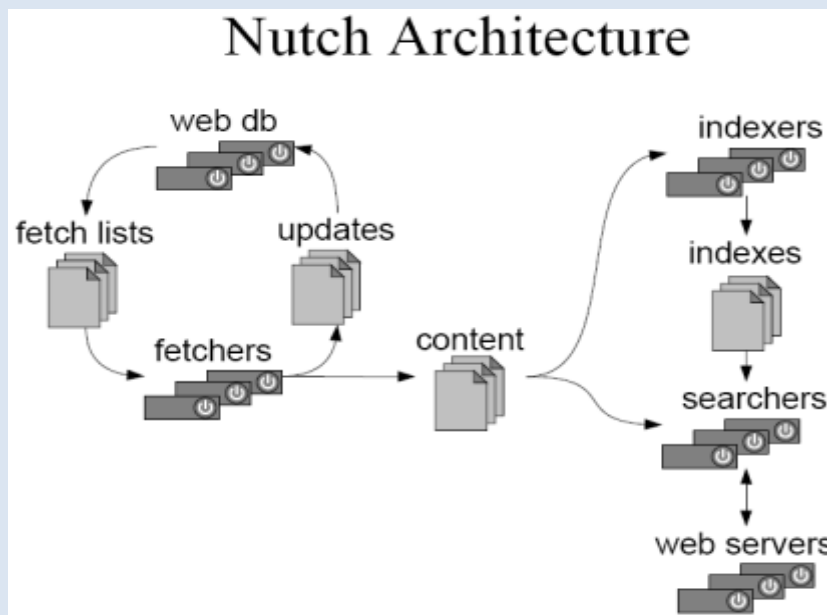 Nutch Architecture
web db
indexers
fetch lists
updates
indexes
fetchers
content
searchers
web servers